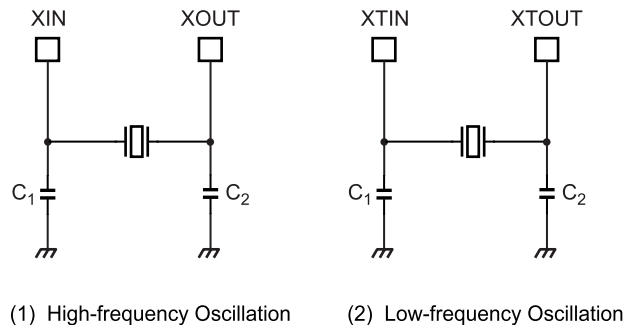 XIN XOUT XTIN XTOUT
C1 C2 C1 C2
(1) High-frequency Oscillation (2) Low-frequency Oscillation